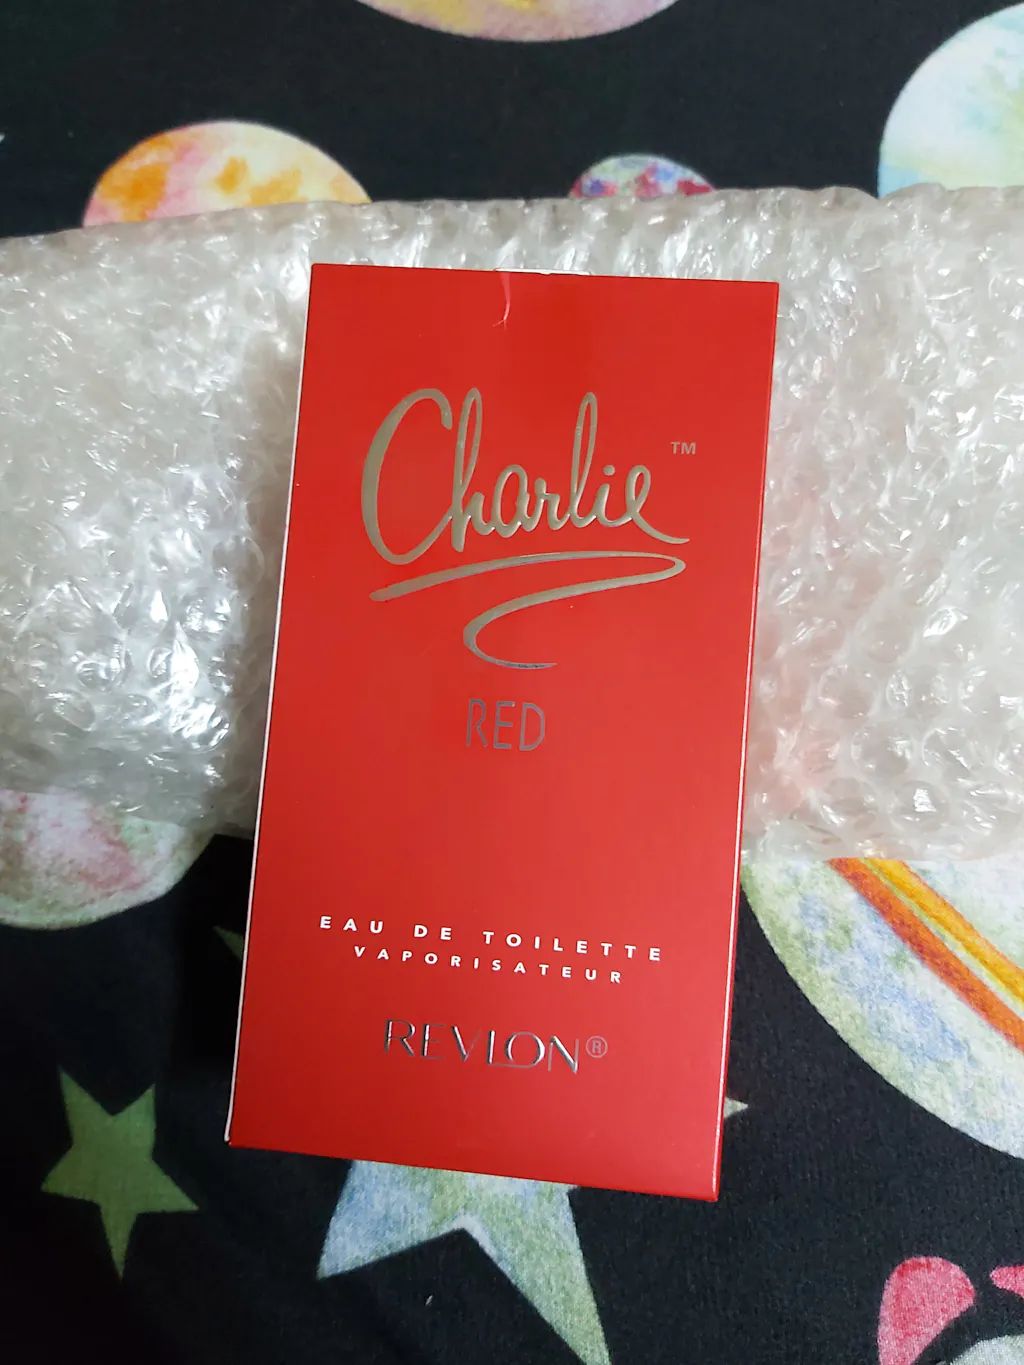 Charlie™
RED
EAU DE TOILETTE
VAPORISATEUR
REVLON®